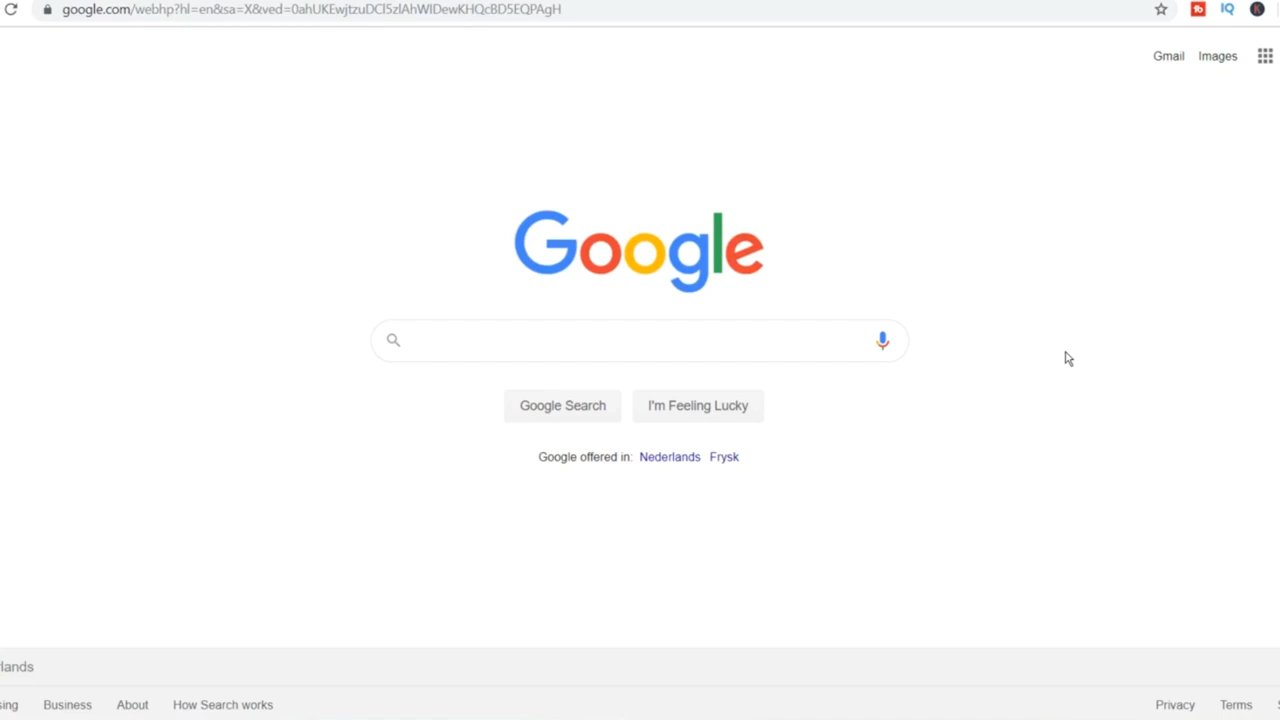 google.com/webhp?hl=en&sa=X&ved=0ahUKEwjtzuDCl5zlAhWIDewKHQcBD5EQPAgH
Gmail Images
Google
Google Search I'm Feeling Lucky
Google offered in: Nederlands Frysk
rlands
sing Business About How Search works Privacy Terms